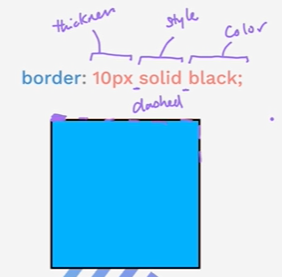 thickness style Color
border: 10px solid black;
dashed